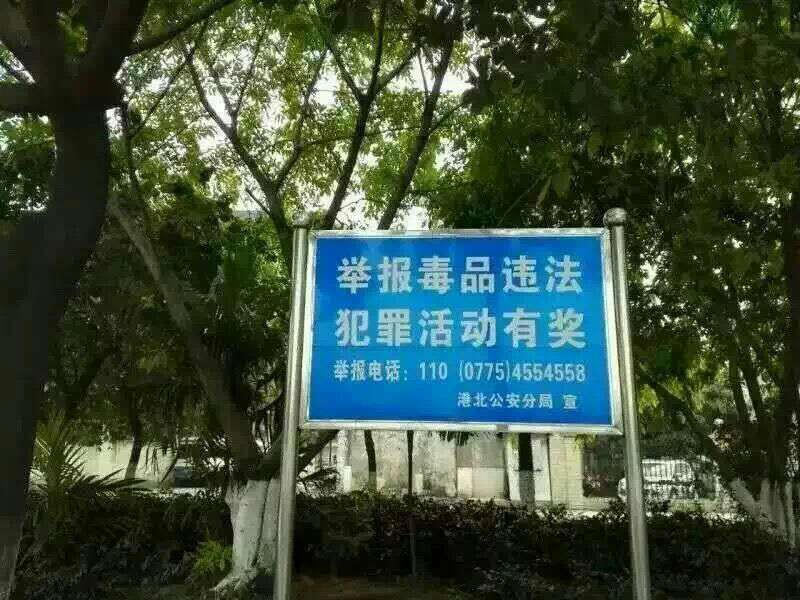 举报毒品违法
犯罪活动有奖
举报电话：110 (0775)4554558
港北公安分局 宣